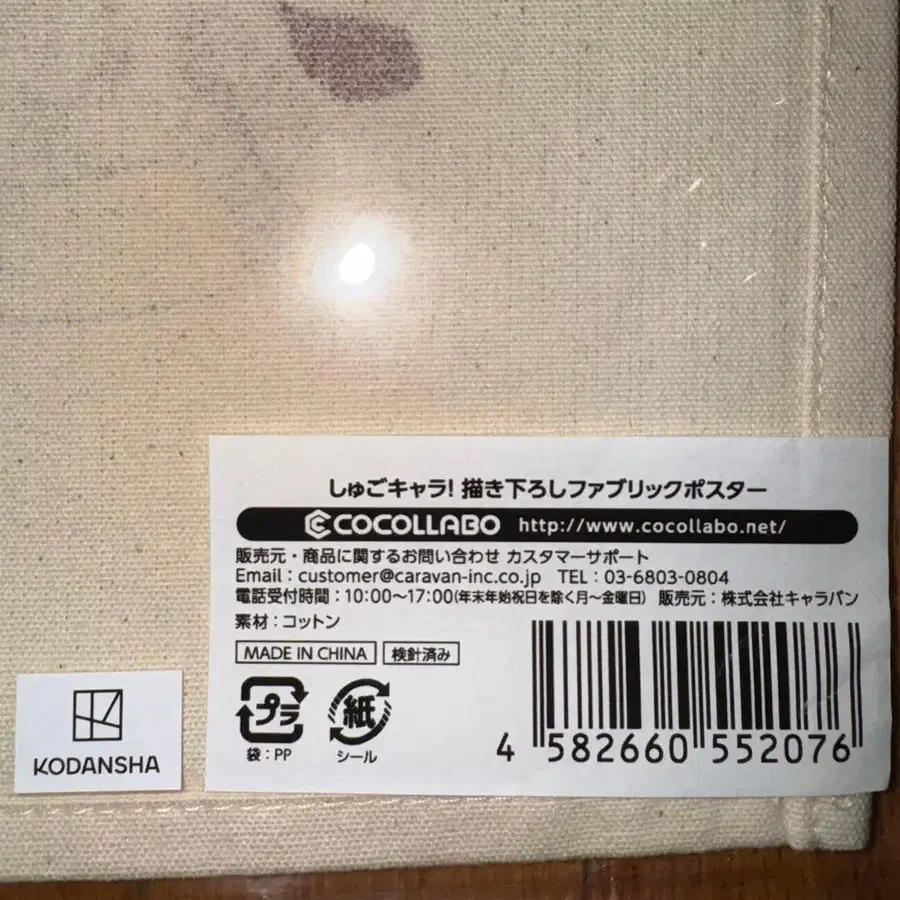 しゅごキャラ! 描き下ろしファブリックポスター
COCOLLABO http://www.cocollabo.net/
販売元・商品に関するお問い合わせ カスタマーサポート
Email：customer@caravan-inc.co.jp TEL：03-6803-0804
電話受付時間：10:00〜17:00(年末年始祝日を除く月〜金曜日) 販売元：株式会社キャラバン
素材：コットン
MADE IN CHINA 検針済み
プラ 紙
袋：PP シール
4 582660 552076
KODANSHA